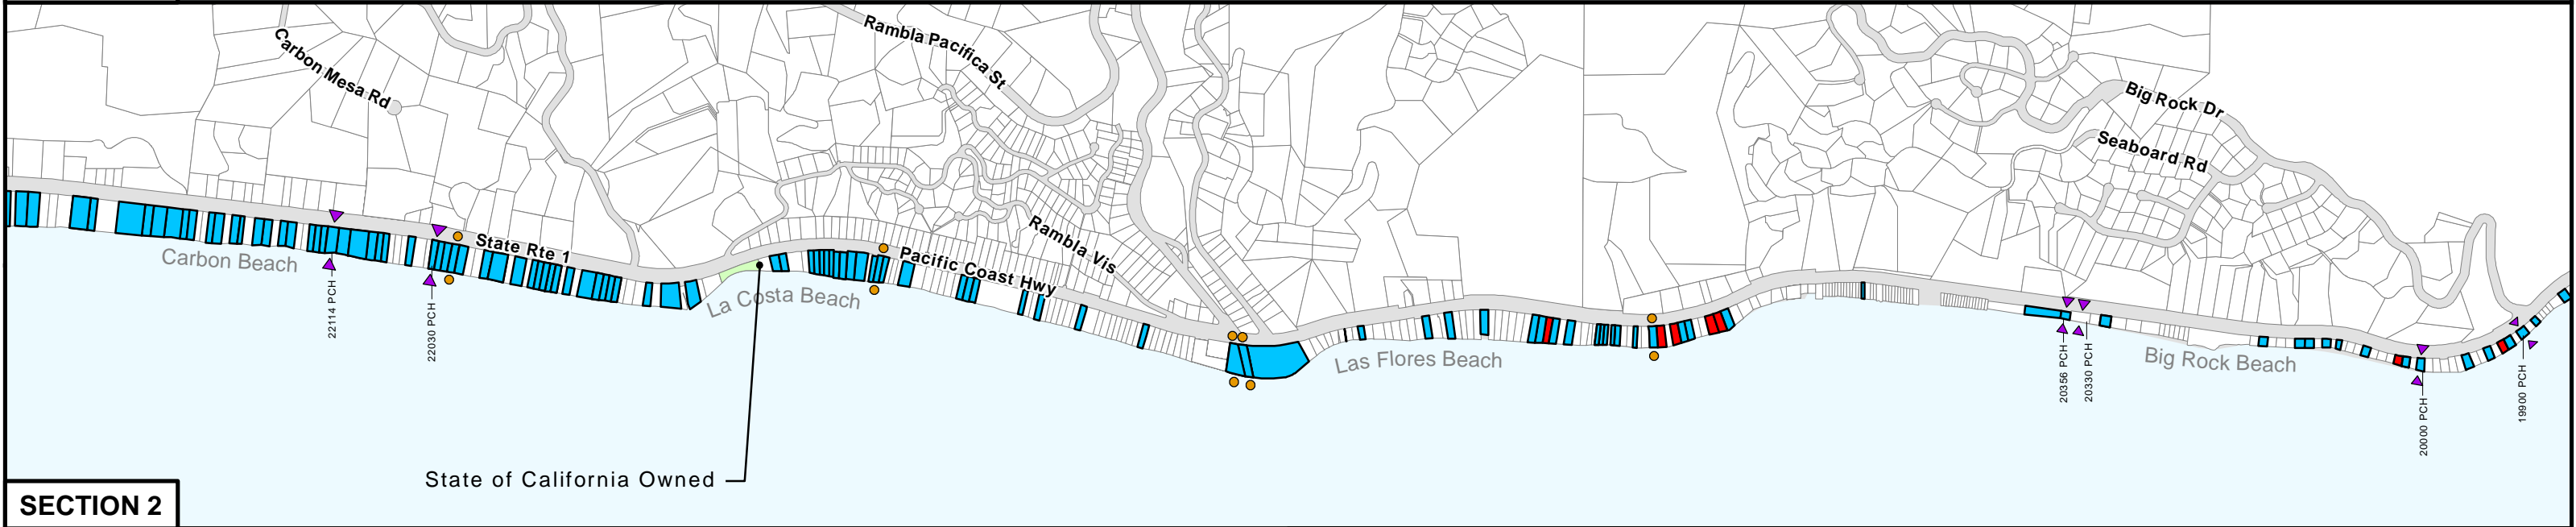 Carbon Mesa Rd
Rambla Pacifica St
Big Rock Dr
Seaboard Rd
Rambla Vis
State Rte 1
Pacific Coast Hwy
Carbon Beach
La Costa Beach
Las Flores Beach
Big Rock Beach
22114 PCH
22030 PCH
20356 PCH
20330 PCH
20000 PCH
19900 PCH
State of California Owned
SECTION 2